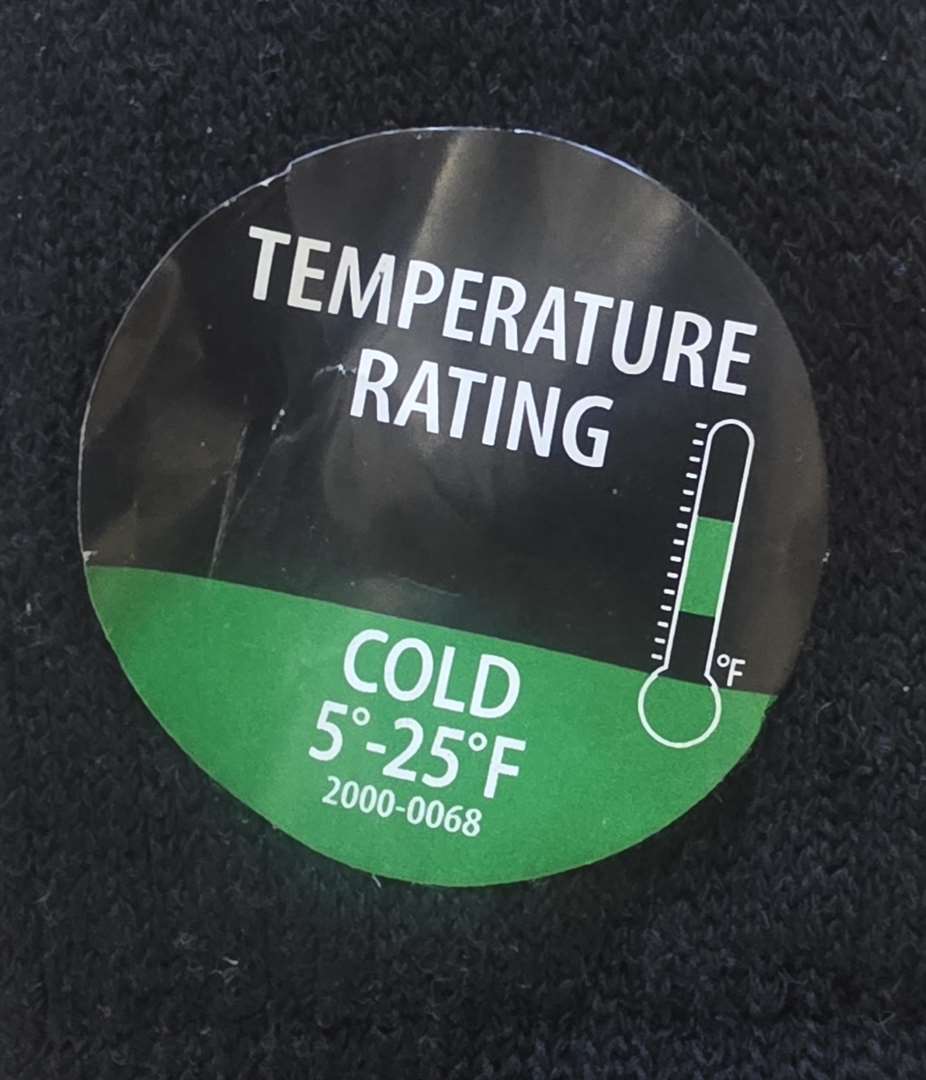 TEMPERATURE
RATING
°F
COLD
5°-25°F
2000-0068